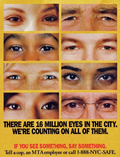 THERE ARE 16 MILLION EYES IN THE CITY.
WE'RE COUNTING ON ALL OF THEM.
IF YOU SEE SOMETHING, SAY SOMETHING.
Tell a cop, an MTA employee or call 1-888-NYC-SAFE.